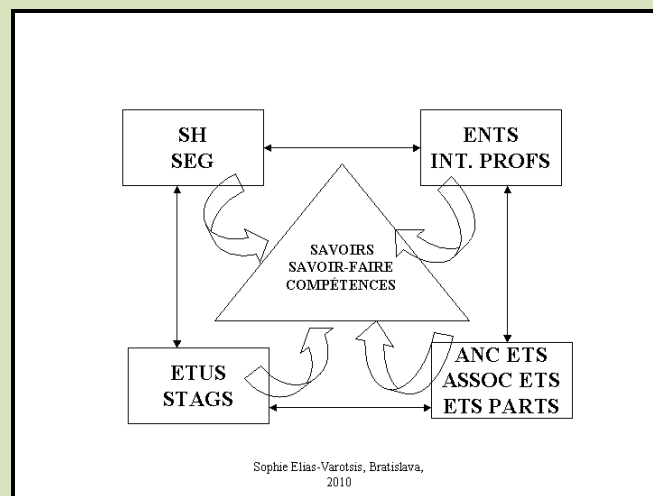 SH
SEG
ENTS
INT. PROFS
SAVOIRS
SAVOIR-FAIRE
COMPÉTENCES
ETUS
STAGS
ANC ETS
ASSOC ETS
ETS PARTS
Sophie Elias-Varotsis, Bratislava,
2010